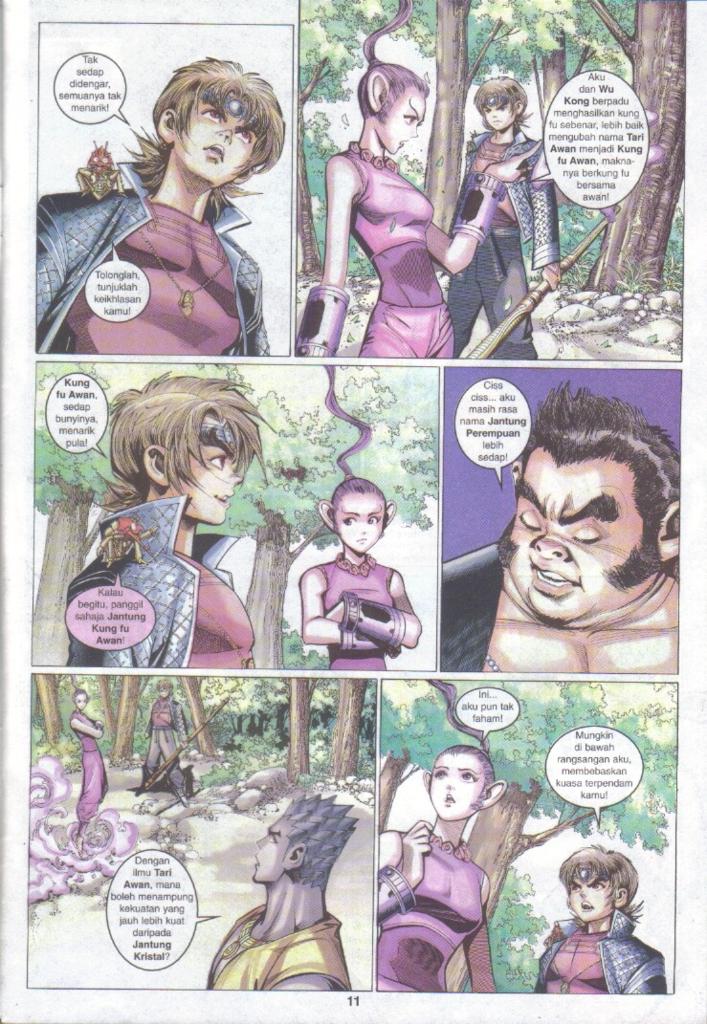 Tak
sedap
didengar,
semuanya tak
menarik!
Tolonglah,
tunjuklah
keikhlasan
kamu!
Aku
dan Wu
Kong berpadu
menghasilkan kung
fu sebenar, lebih baik
mengubah nama Tari
Awan menjadi Kung
fu Awan, makna-
nya berkung fu
bersama
awan!
Kung
fu Awan,
sedap
bunyinya,
menarik
pula!
Kalau
begitu, panggil
sahaja Jantung
Kung fu
Awan!
Ciss
ciss... aku
masih rasa
nama Jantung
Perempuan
lebih
sedap!
Dengan
ilmu Tari
Awan, mana
boleh menampung
kekuatan yang
jauh lebih kuat
daripada
Jantung
Kristal?
Ini...
aku pun tak
faham!
Mungkin
di bawah
rangsangan aku,
membebaskan
kuasa terpendam
kamu!
11